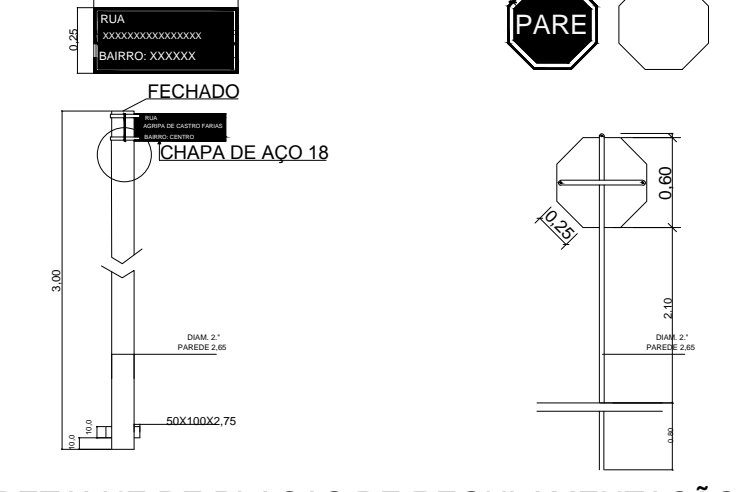 RUA
XXXXXXXXXXXXXXXX
BAIRRO: XXXXXX
0,25
PARE
FECHADO
RUA
AGRIPA DE CASTRO FARIAS
BAIRRO: CENTRO
CHAPA DE AÇO 18
3,00
DIAM. 2."
PAREDE 2,65
50X100X2,75
10,0
10,0
0,60
0,25
2,10
DIAM. 2."
PAREDE 2,65
0.80